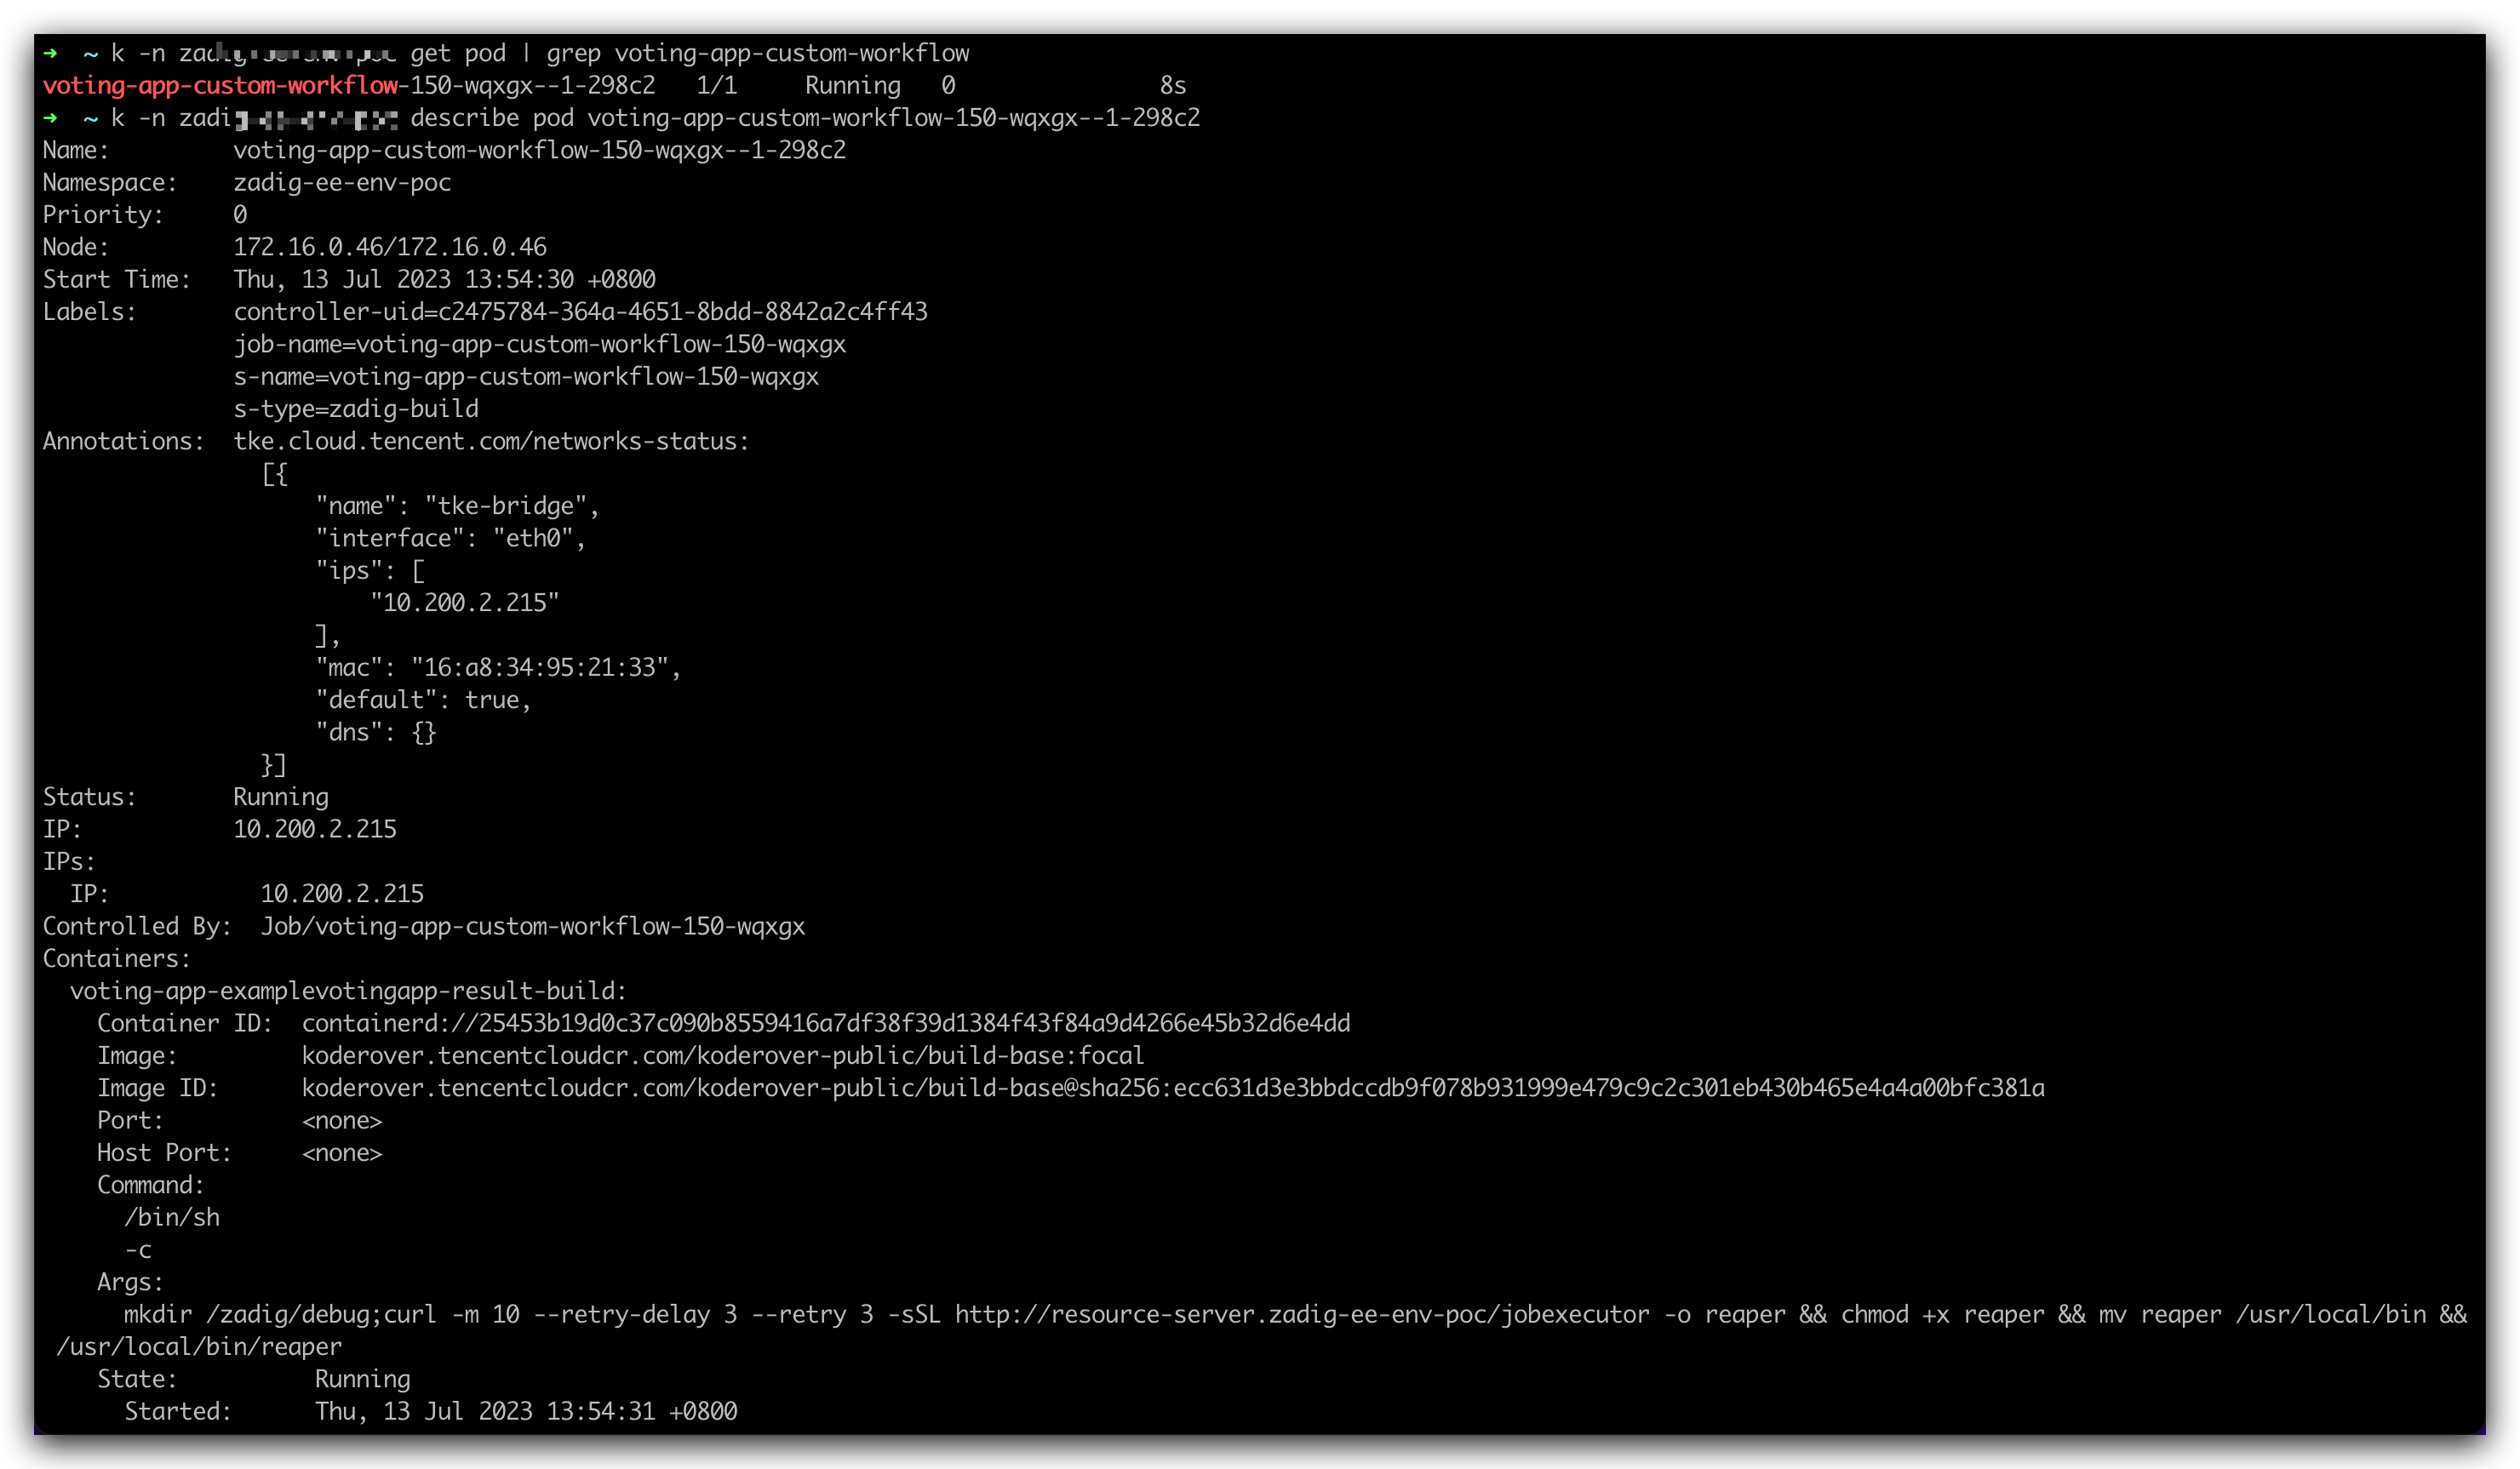 ➜  ~ k -n get pod | grep voting-app-custom-workflow
voting-app-custom-workflow-150-wqxgx--1-298c2   1/1     Running   0               8s
➜  ~ k -n describe pod voting-app-custom-workflow-150-wqxgx--1-298c2
Name:         voting-app-custom-workflow-150-wqxgx--1-298c2
Namespace:    zadig-ee-env-poc
Priority:     0
Node:         172.16.0.46/172.16.0.46
Start Time:   Thu, 13 Jul 2023 13:54:30 +0800
Labels:       controller-uid=c2475784-364a-4651-8bdd-8842a2c4ff43
              job-name=voting-app-custom-workflow-150-wqxgx
              s-name=voting-app-custom-workflow-150-wqxgx
              s-type=zadig-build
Annotations:  tke.cloud.tencent.com/networks-status:
                [{
                    "name": "tke-bridge",
                    "interface": "eth0",
                    "ips": [
                        "10.200.2.215"
                    ],
                    "mac": "16:a8:34:95:21:33",
                    "default": true,
                    "dns": {}
                }]
Status:       Running
IP:           10.200.2.215
IPs:
  IP:           10.200.2.215
Controlled By:  Job/voting-app-custom-workflow-150-wqxgx
Containers:
  voting-app-examplevotingapp-result-build:
    Container ID:  containerd://25453b19d0c37c090b8559416a7df38f39d1384f43f84a9d4266e45b32d6e4dd
    Image:         koderover.tencentcloudcr.com/koderover-public/build-base:focal
    Image ID:      koderover.tencentcloudcr.com/koderover-public/build-base@sha256:ecc631d3e3bbdccdb9f078b931999e479c9c2c301eb430b465e4a4a00bfc381a
    Port:          <none>
    Host Port:     <none>
    Command:
      /bin/sh
      -c
    Args:
      mkdir /zadig/debug;curl -m 10 --retry-delay 3 --retry 3 -sSL http://resource-server.zadig-ee-env-poc/jobexecutor -o reaper && chmod +x reaper && mv reaper /usr/local/bin &&
 /usr/local/bin/reaper
    State:          Running
      Started:      Thu, 13 Jul 2023 13:54:31 +0800